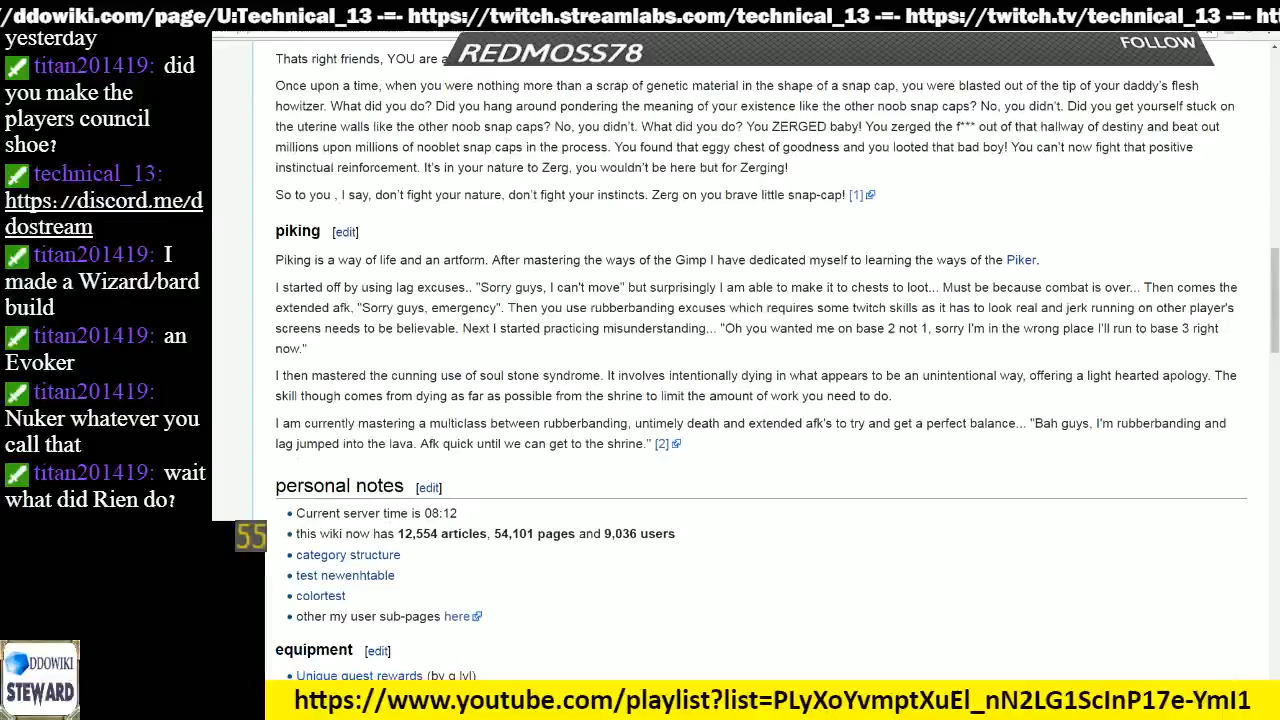 //ddowiki.com/page/U:Technical_13 -=- https://twitch.streamlabs.com/technical_13 -=- https://twitch.tv/technical_13 -=- ht
yesterday
titan201419: did
you make the
players council
shoe?
technical_13:
https://discord.me/d
dostream
titan201419: I
made a Wizard/bard
build
titan201419: an
Evoker
titan201419:
Nuker whatever you
call that
titan201419: wait
what did Rien do?
REDMOSS78
FOLLOW
Thats right friends, YOU are a
Once upon a time, when you were nothing more than a scrap of genetic material in the shape of a snap cap, you were blasted out of the tip of your daddy's flesh
howitzer. What did you do? Did you hang around pondering the meaning of your existence like the other noob snap caps? No, you didn't. Did you get yourself stuck on
the uterine walls like the other noob snap caps? No, you didn't. What did you do? You ZERGED baby! You zerged the f*** out of that hallway of destiny and beat out
millions upon millions of nooblet snap caps in the process. You found that eggy chest of goodness and you looted that bad boy! You can't now fight that positive
instinctual reinforcement. It's in your nature to Zerg, you wouldn't be here but for Zerging!
So to you , I say, don't fight your nature, don't fight your instincts. Zerg on you brave little snap-cap! [1]
piking [edit]
Piking is a way of life and an artform. After mastering the ways of the Gimp I have dedicated myself to learning the ways of the Piker.
I started off by using lag excuses.. "Sorry guys, I can't move" but surprisingly I am able to make it to chests to loot... Must be because combat is over... Then comes the
extended afk, "Sorry guys, emergency". Then you use rubberbanding excuses which requires some twitch skills as it has to look real and jerk running on other player's
screens needs to be believable. Next I started practicing misunderstanding... "Oh you wanted me on base 2 not 1, sorry I'm in the wrong place I'll run to base 3 right
now."
I then mastered the cunning use of soul stone syndrome. It involves intentionally dying in what appears to be an unintentional way, offering a light hearted apology. The
skill though comes from dying as far as possible from the shrine to limit the amount of work you need to do.
I am currently mastering a multiclass between rubberbanding, untimely death and extended afk's to try and get a perfect balance... "Bah guys, I'm rubberbanding and
lag jumped into the lava. Afk quick until we can get to the shrine." [2]
personal notes [edit]
Current server time is 08:12
55
this wiki now has 12,554 articles, 54,101 pages and 9,036 users
category structure
test newenhtable
colortest
other my user sub-pages here
equipment [edit]
Unique quest rewards (by q lvl)
DDOWIKI
STEWARD
https://www.youtube.com/playlist?list=PLyXoYvmptXuEl_nN2LG1ScInP17e-YmI1